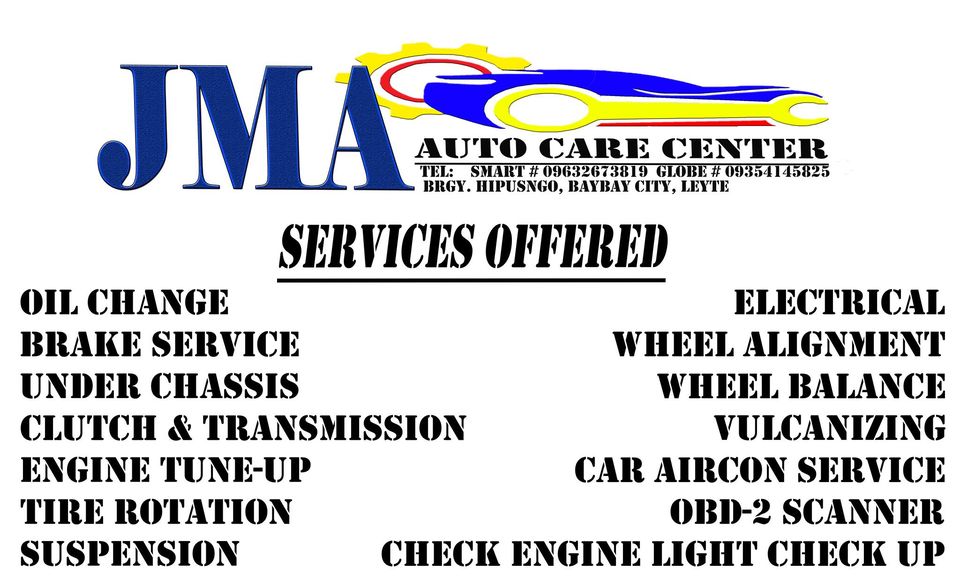 JMA
AUTO CARE CENTER
TEL: SMART # 09632673819 GLOBE # 09354145825
BRGY. HIPUSNGO, BAYBAY CITY, LEYTE
SERVICES OFFERED
OIL CHANGE
BRAKE SERVICE
UNDER CHASSIS
CLUTCH & TRANSMISSION
ENGINE TUNE-UP
TIRE ROTATION
SUSPENSION
ELECTRICAL
WHEEL ALIGNMENT
WHEEL BALANCE
VULCANIZING
CAR AIRCON SERVICE
OBD-2 SCANNER
CHECK ENGINE LIGHT CHECK UP